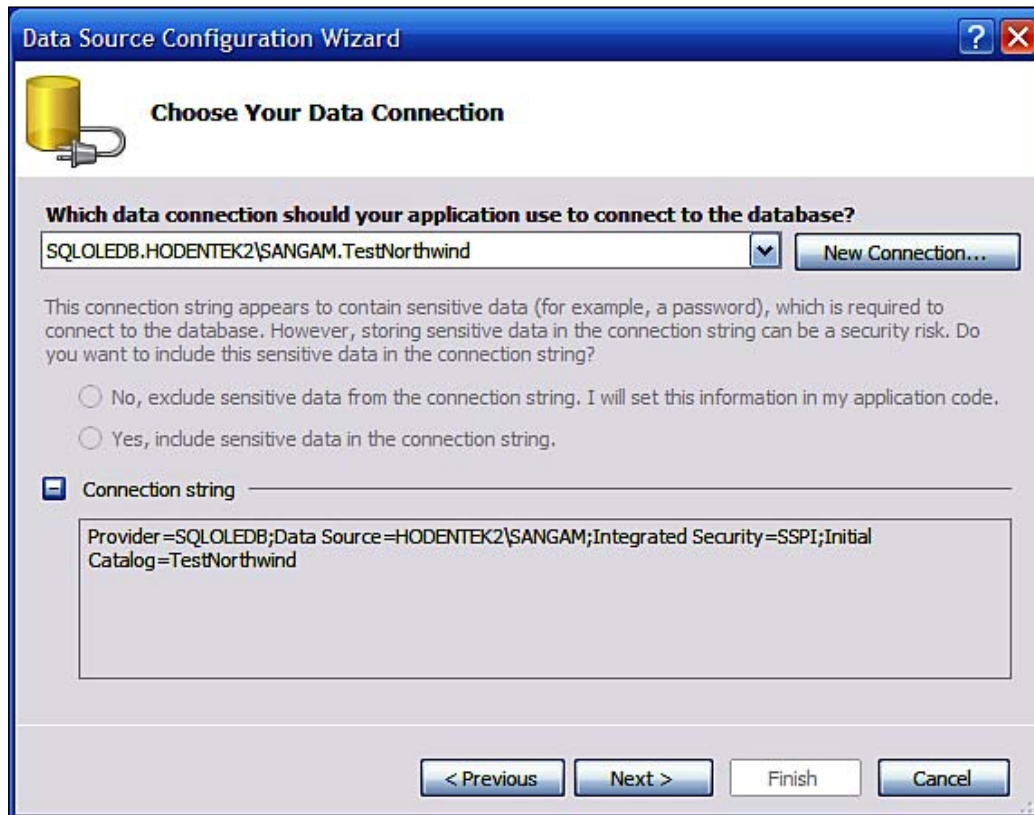 Data Source Configuration Wizard
?
Choose Your Data Connection
Which data connection should your application use to connect to the database?
SQLOLEDB.HODENTEK2\SANGAM.TestNorthwind
New Connection...
This connection string appears to contain sensitive data (for example, a password), which is required to
connect to the database. However, storing sensitive data in the connection string can be a security risk. Do
you want to include this sensitive data in the connection string?
No, exclude sensitive data from the connection string. I will set this information in my application code.
Yes, include sensitive data in the connection string.
Connection string
Provider=SQLOLEDB;Data Source=HODENTEK2\SANGAM;Integrated Security=SSPI;Initial
Catalog=TestNorthwind
< Previous
Next >
Finish
Cancel